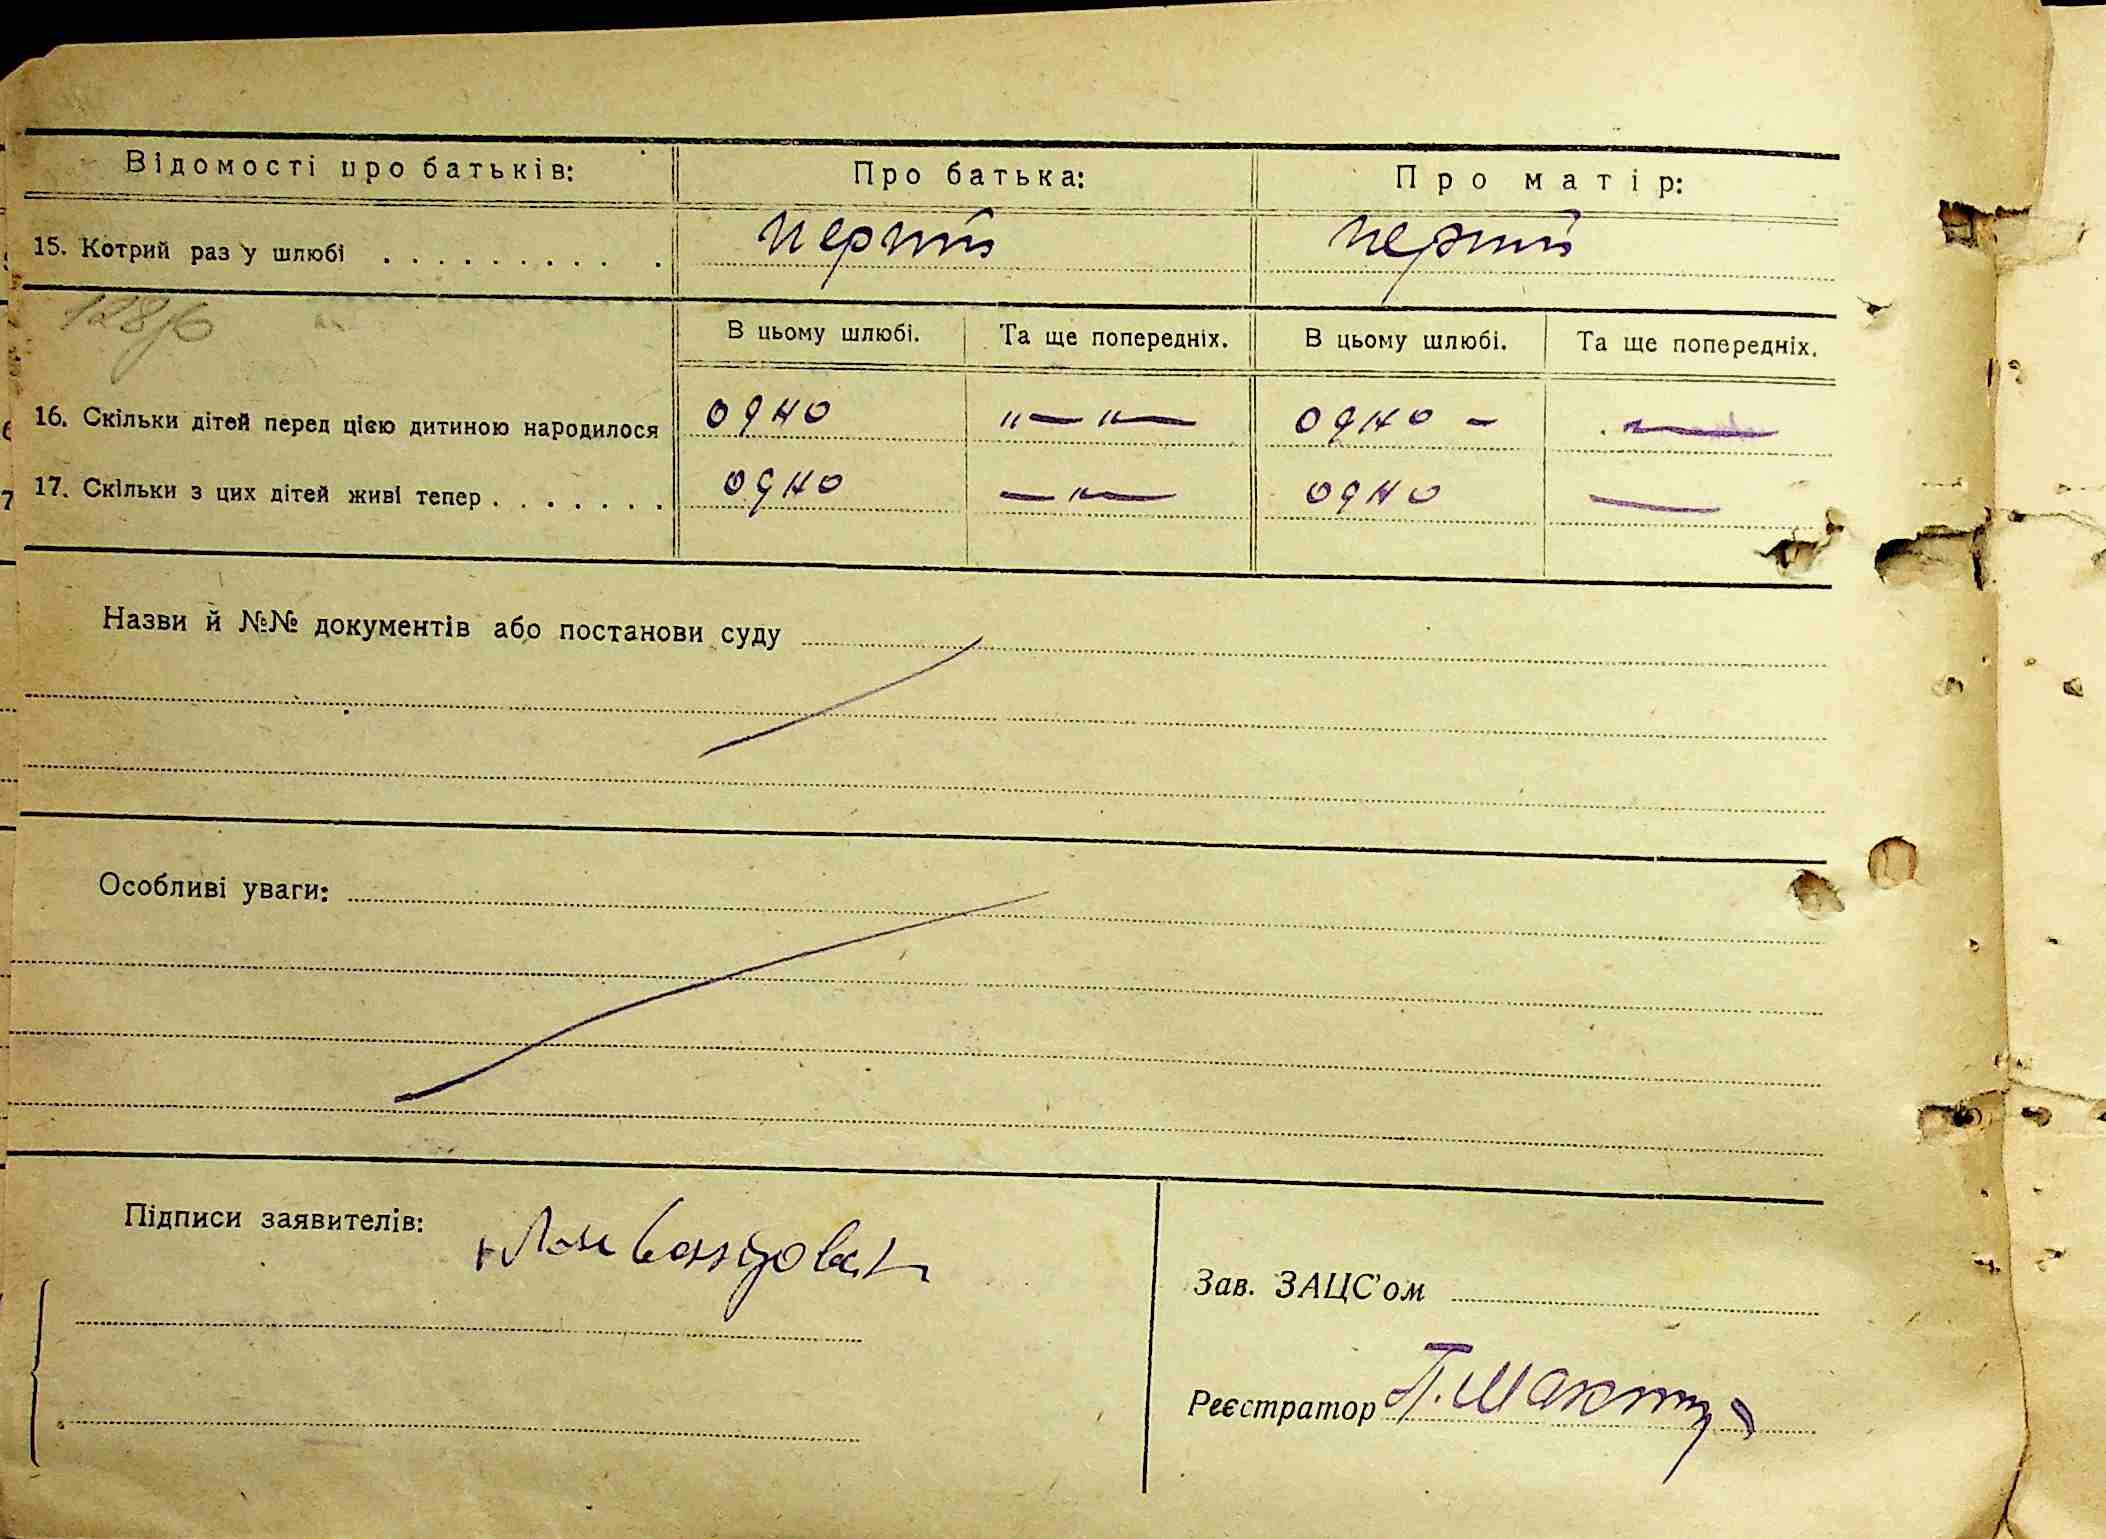 Відомості про батьків: Про батька: Про матір:
15. Котрий раз у шлюбі . . . . . . . . . . перший перший
В цьому шлюбі. Та ще попередніх. В цьому шлюбі. Та ще попередніх.
16. Скільки дітей перед цією дитиною народилося одно "—"— одно - —
17. Скільки з цих дітей живі тепер . . . . . . . одно —"— одно —
Назви й №№ документів або постанови суду
Особливі уваги:
Підписи заявителів:
Зав. ЗАЦС'ом
Реєстратор